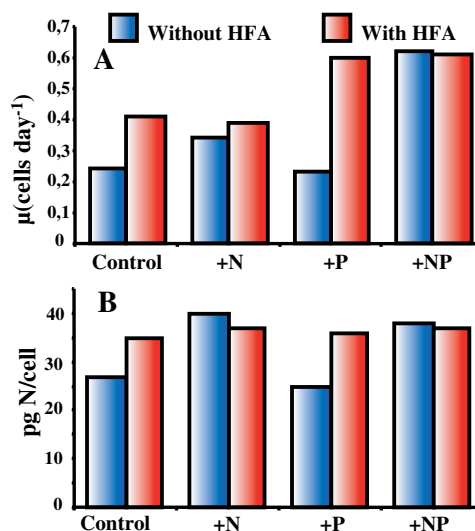 Without HFA With HFA
A
0,7
0,6
0,5
0.4
0.3
0.2
0,1
0
µ(cells day-1)
Control +N +P +NP
B
40
30
20
10
0
pg N/cell
Control +N +P +NP